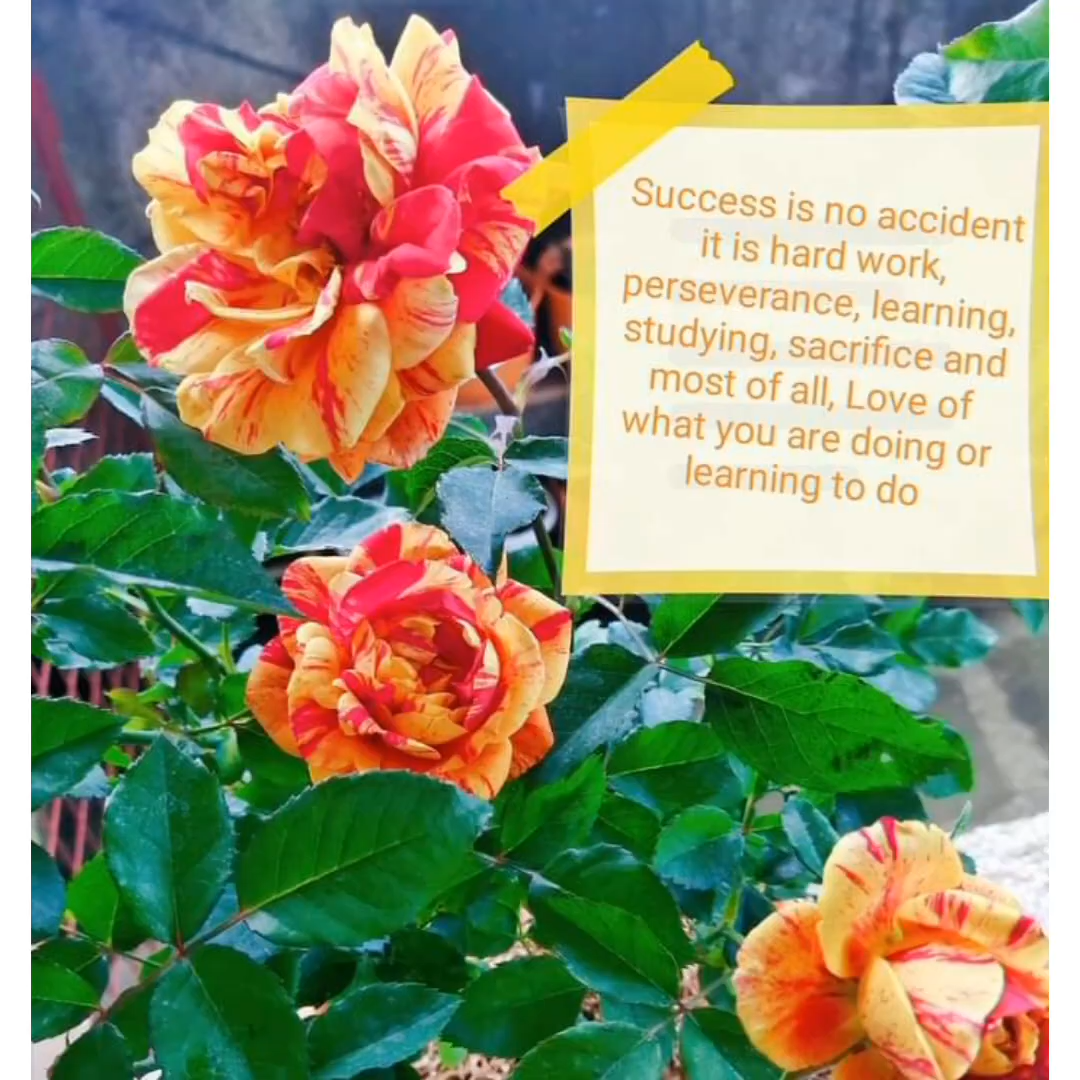 Success is no accident
it is hard work,
perseverance, learning,
studying, sacrifice and
most of all, Love of
what you are doing or
learning to do